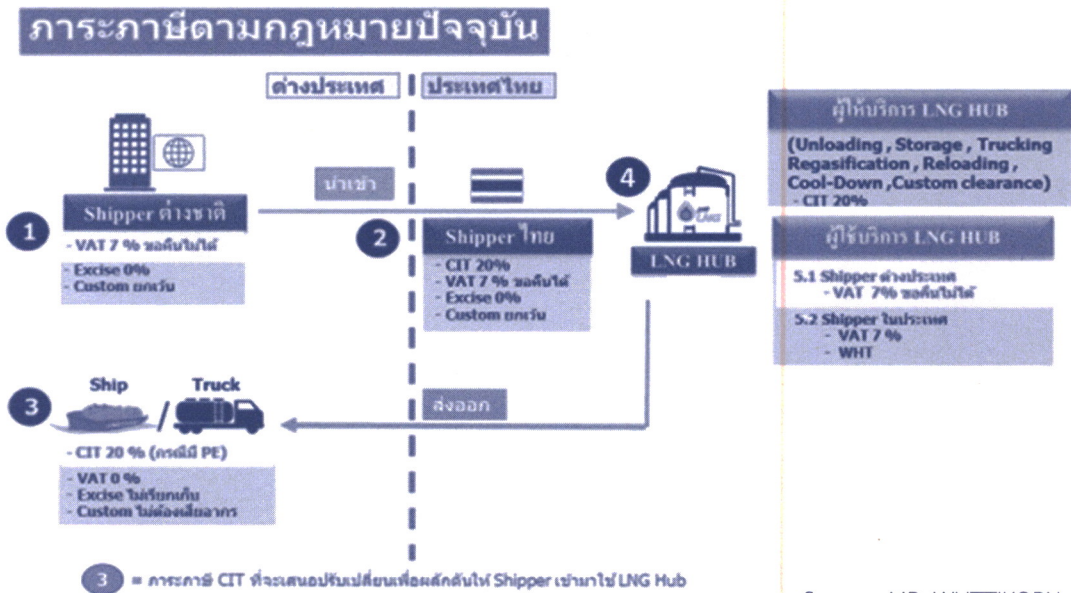 ภาระภาษีตามกฎหมายปัจจุบัน
ต่างประเทศ
ประเทศไทย
นำเข้า
1
Shipper ต่างชาติ
- VAT 7 % ขอคืนไม่ได้
- Excise 0%
- Custom ยกเว้น
2
Shipper ไทย
- CIT 20%
- VAT 7 % ขอคืนได้
- Excise 0%
- Custom ยกเว้น
4
LNG HUB
ผู้ให้บริการ LNG HUB
(Unloading , Storage , Trucking
Regasification , Reloading ,
Cool-Down ,Custom clearance)
- CIT 20%
ผู้ใช้บริการ LNG HUB
5.1 Shipper ต่างประเทศ
- VAT 7% ขอคืนไม่ได้
5.2 Shipper ในประเทศ
- VAT 7 %
- WHT
ส่งออก
3
Ship / Truck
- CIT 20 % (กรณีมี PE)
- VAT 0 %
- Excise ไม่เรียกเก็บ
- Custom ไม่ต้องเสียอากร
3 = ภาระภาษี CIT ที่จะเสนอปรับเปลี่ยนเพื่อผลักดันให้ Shipper เข้ามาใช้ LNG Hub